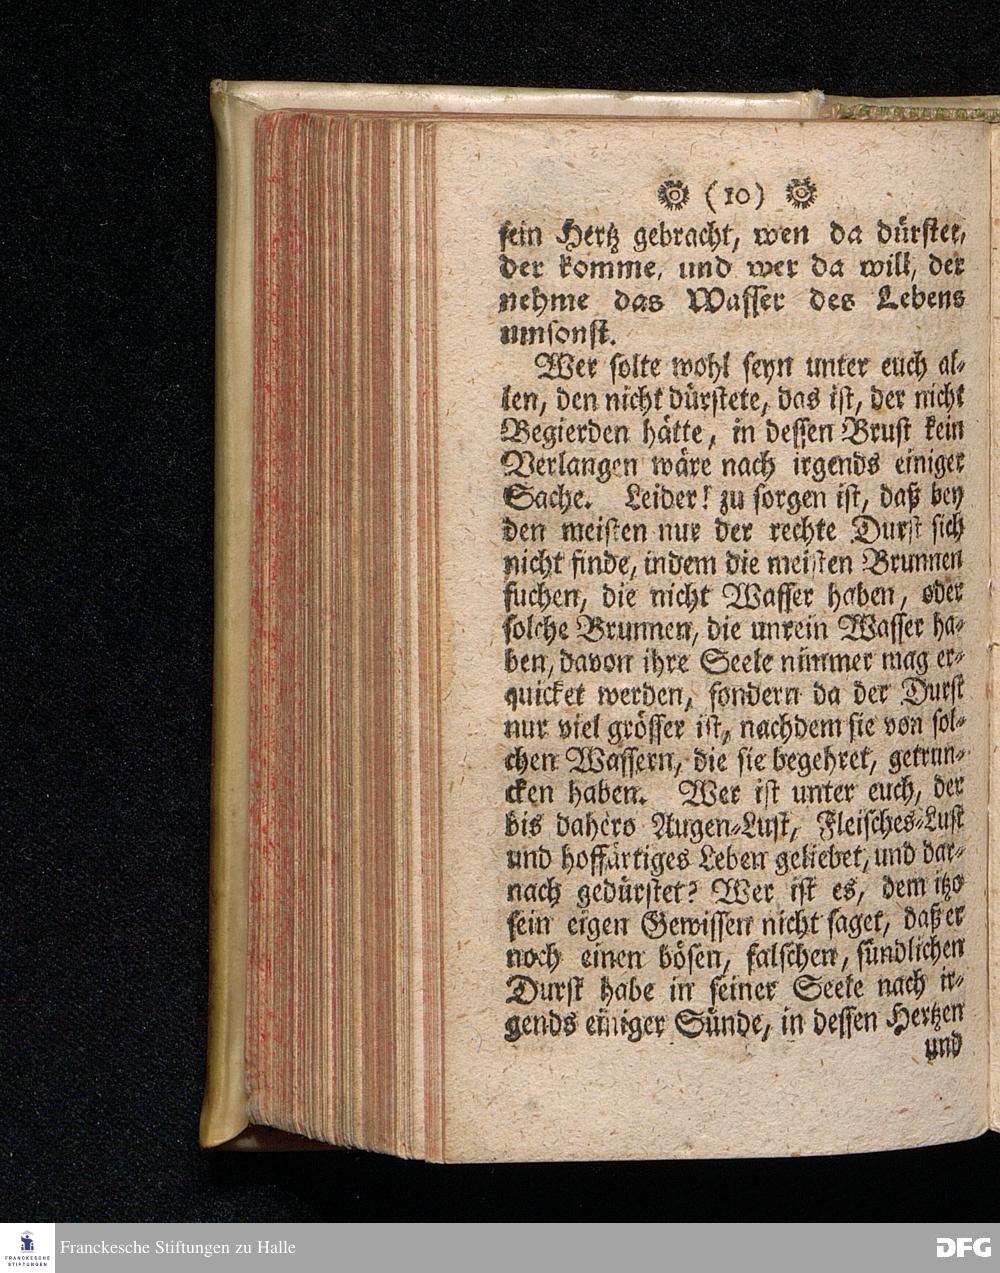 (10)
sein Hertz gebracht, wen da dürstet,
der komme, und wer da will, der
nehme das Wasser des Lebens
umsonst.
Wer solte wohl seyn unter euch al-
len, den nicht dürstete, das ist, der nicht
Begierden hätte, in dessen Brust kein
Verlangen wäre nach irgends einiger
Sache. Leider! zu sorgen ist, daß bey
den meisten nur der rechte Durst sich
nicht finde, indem die meisten Brunnen
suchen, die nicht Wasser haben, oder
solche Brunnen, die unrein Wasser ha-
ben, davon ihre Seele nimmer mag er-
quicket werden, sondern da der Durst
nur viel grösser ist, nachdem sie von sol-
chen Wassern, die sie begehret, getrun-
cken haben. Wer ist unter euch, der
bis dahero Augen-Lust, Fleisches-Lust
und hoffärtiges Leben geliebet, und dar-
nach gedürstet? Wer ist es, dem itzo
sein eigen Gewissen nicht saget, daß er
noch einen bösen, falschen, sündlichen
Durst habe in seiner Seele nach ir-
gends einiger Sünde, in dessen Hertzen
und
FRANCKESCHE
STIFTUNGEN
Franckesche Stiftungen zu Halle
DFG